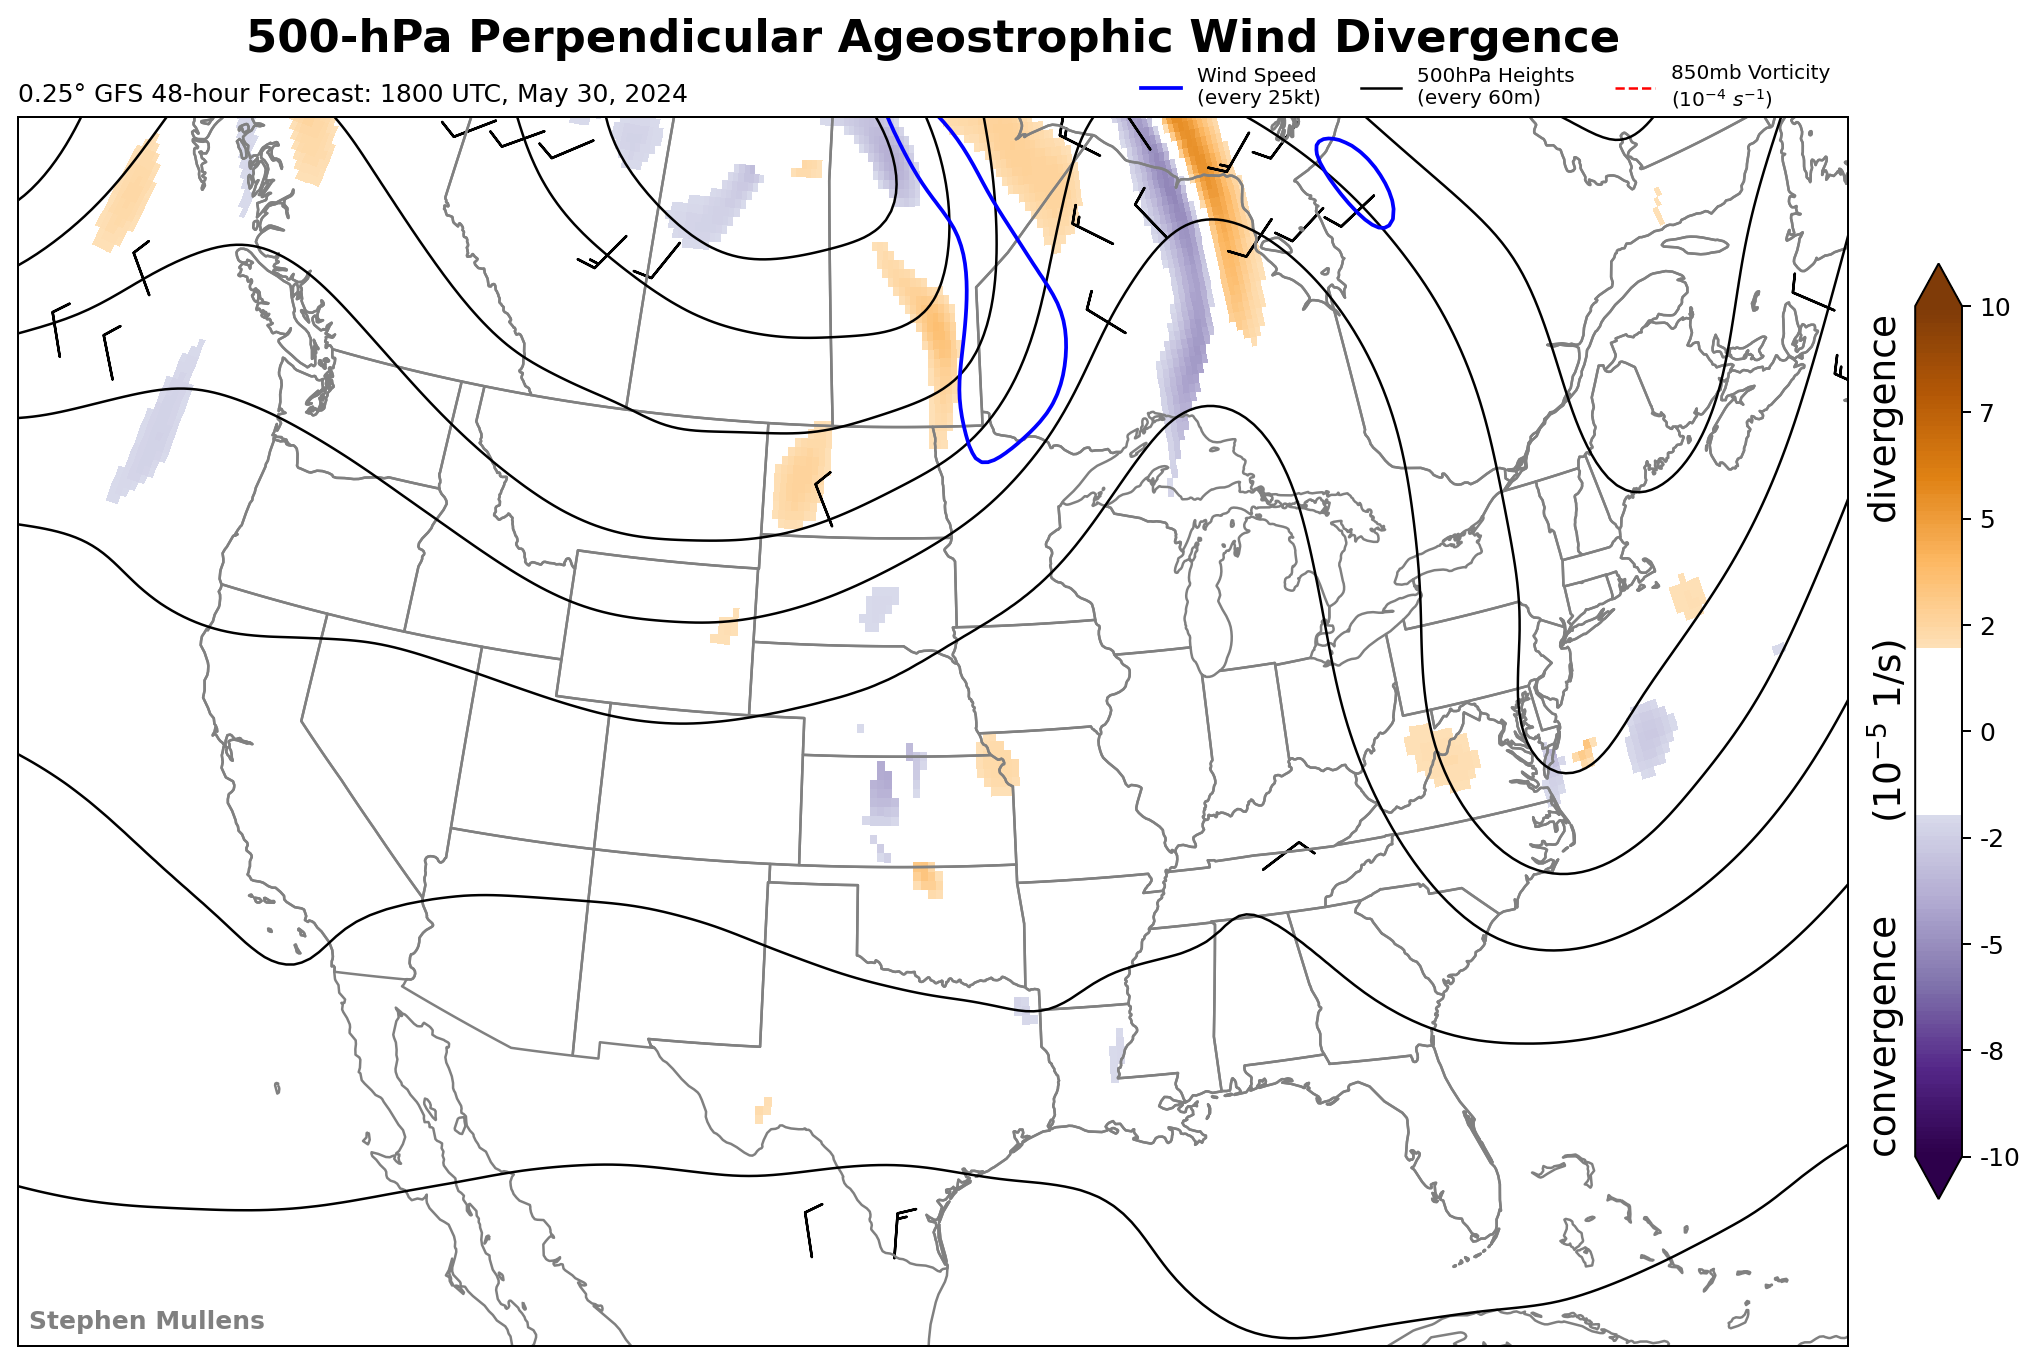 500-hPa Perpendicular Ageostrophic Wind Divergence
0.25° GFS 48-hour Forecast: 1800 UTC, May 30, 2024
Wind Speed
(every 25kt)
500hPa Heights
(every 60m)
850mb Vorticity
(10⁻⁴ s⁻¹)
10
7
5
2
0
-2
-5
-8
-10
convergence (10⁻⁵ 1/s) divergence
Stephen Mullens